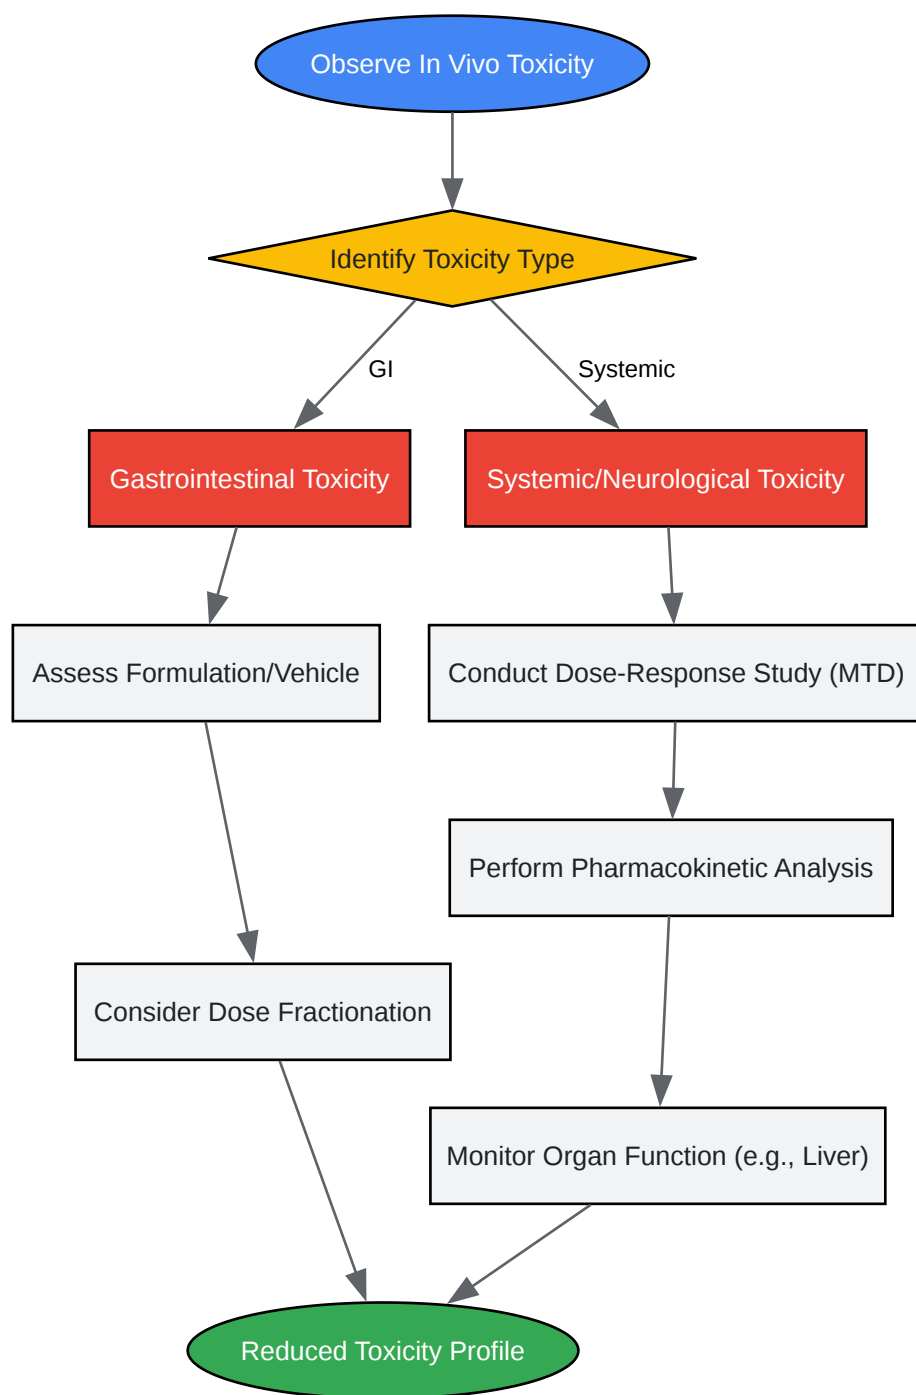 Observe In Vivo Toxicity
Identify Toxicity Type
GI
Systemic
Gastrointestinal Toxicity
Systemic/Neurological Toxicity
Assess Formulation/Vehicle
Conduct Dose-Response Study (MTD)
Perform Pharmacokinetic Analysis
Consider Dose Fractionation
Monitor Organ Function (e.g., Liver)
Reduced Toxicity Profile